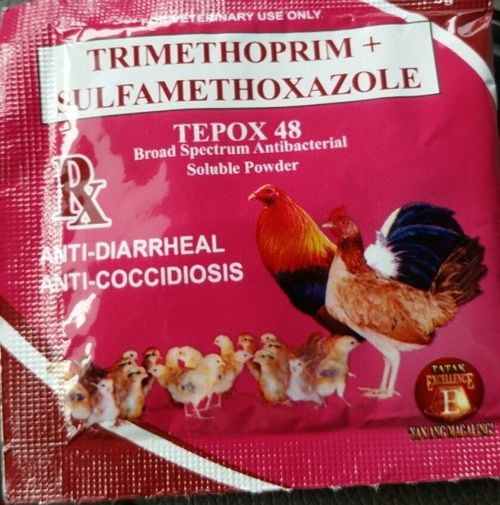 FOR VETERINARY USE ONLY
TRIMETHOPRIM +
SULFAMETHOXAZOLE
TEPOX 48
Broad Spectrum Antibacterial
Soluble Powder
Rx
ANTI-DIARRHEAL
ANTI-COCCIDIOSIS
TATAK
EXCELLENCE
E
YAN ANG MAGALING!